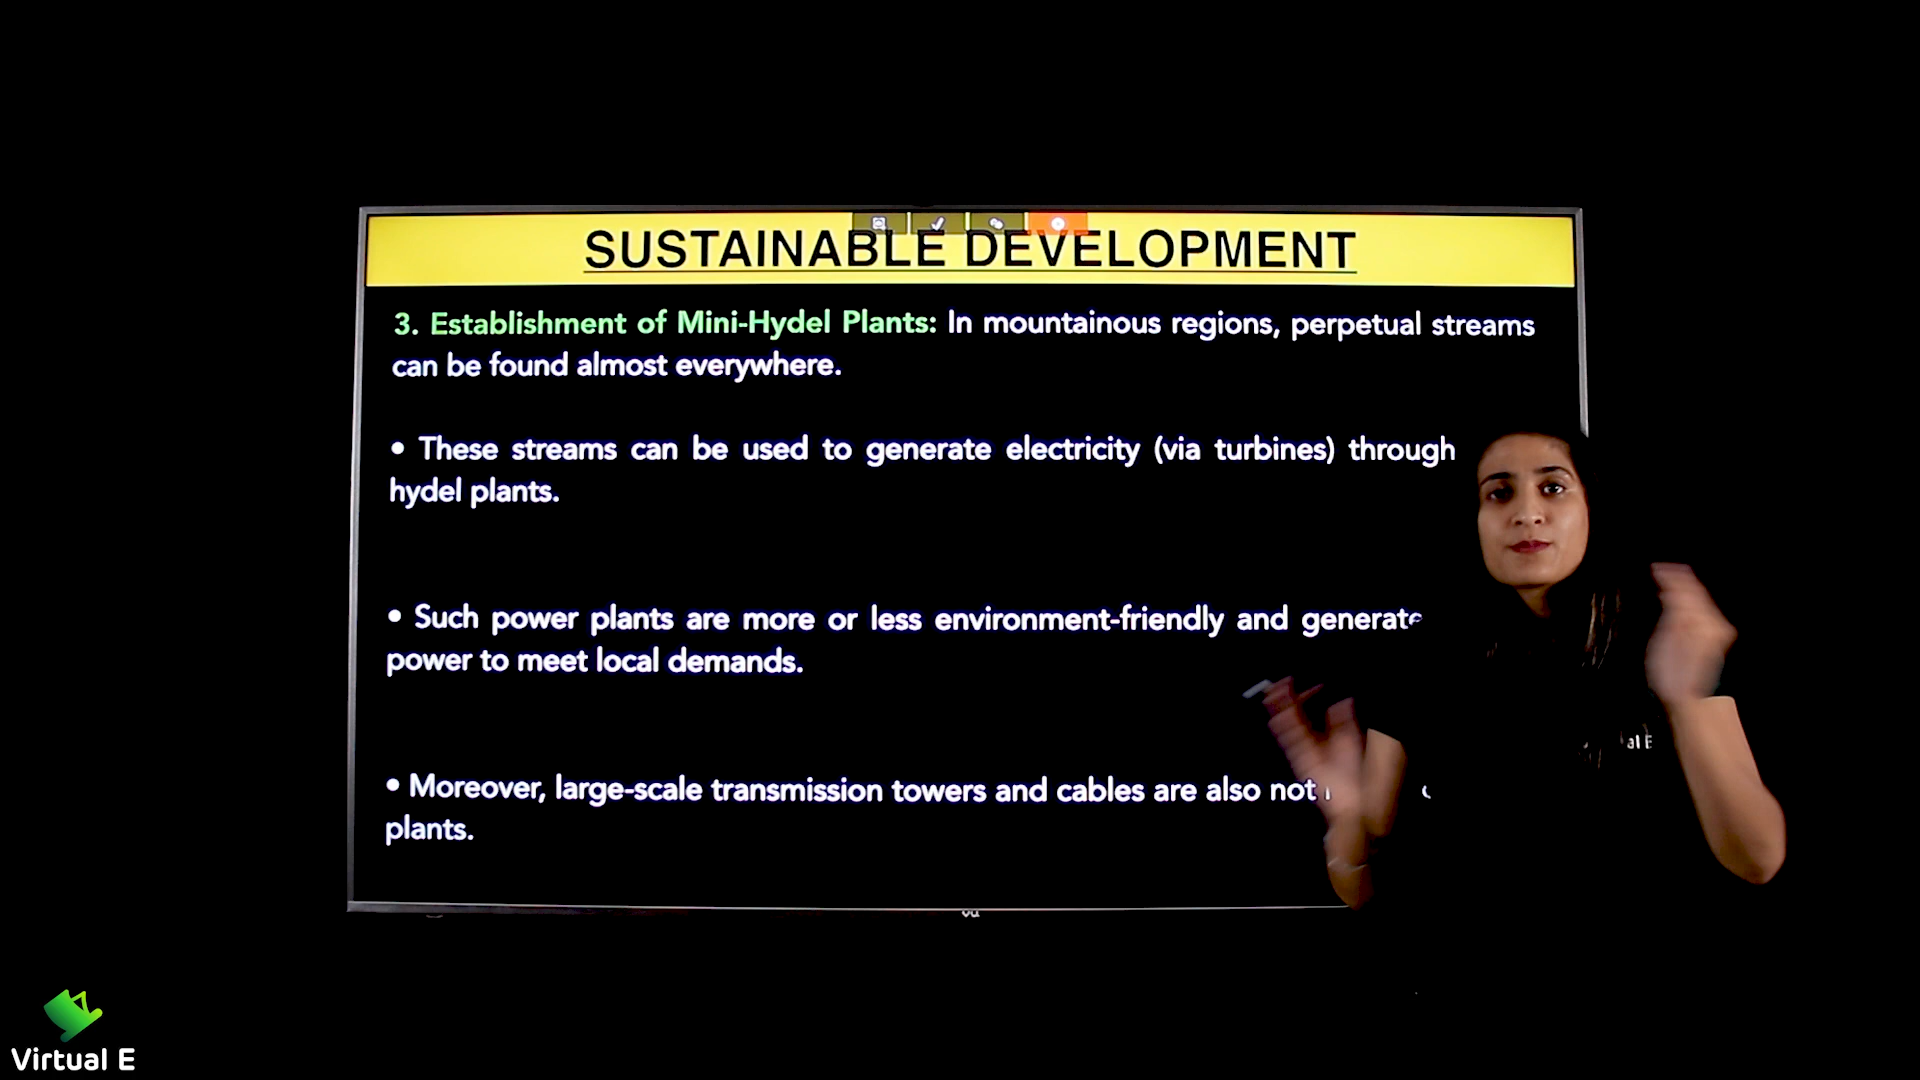 SUSTAINABLE DEVELOPMENT
3. Establishment of Mini-Hydel Plants: In mountainous regions, perpetual streams
can be found almost everywhere.
• These streams can be used to generate electricity (via turbines) through
hydel plants.
• Such power plants are more or less environment-friendly and generate
power to meet local demands.
• Moreover, large-scale transmission towers and cables are also not
plants.
al E
Virtual E